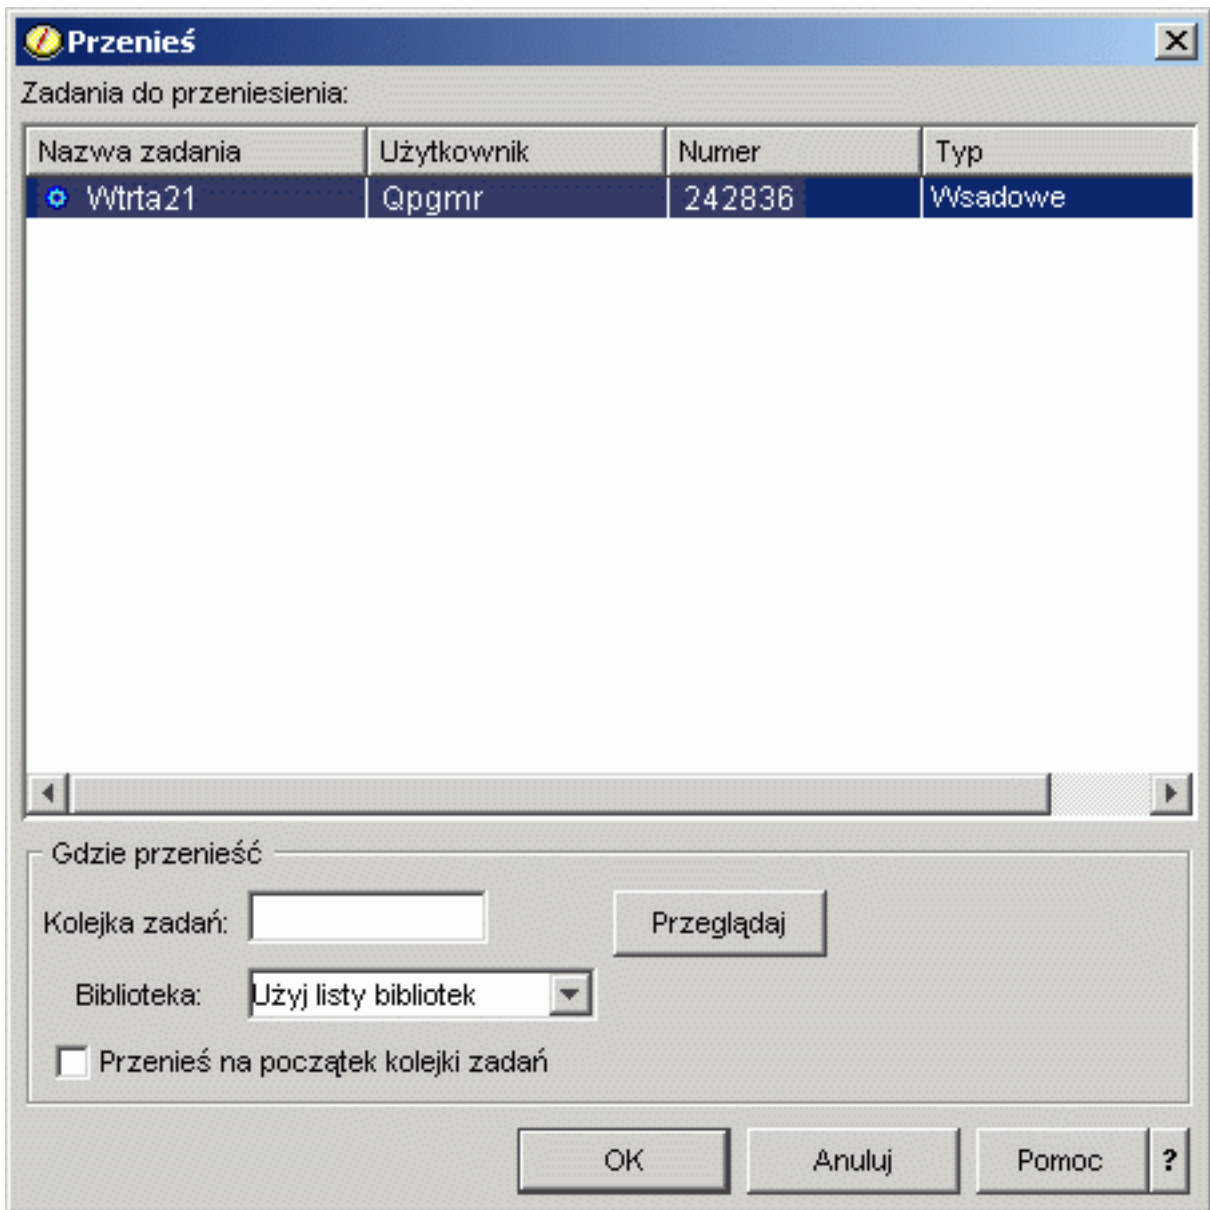 Przenieś
Zadania do przeniesienia:
Nazwa zadania Użytkownik Numer Typ
Wtrta21 Qpgmr 242836 Wsadowe
Gdzie przenieść
Kolejka zadań: Przeglądaj
Biblioteka: Użyj listy bibliotek
Przenieś na początek kolejki zadań
OK Anuluj Pomoc ?